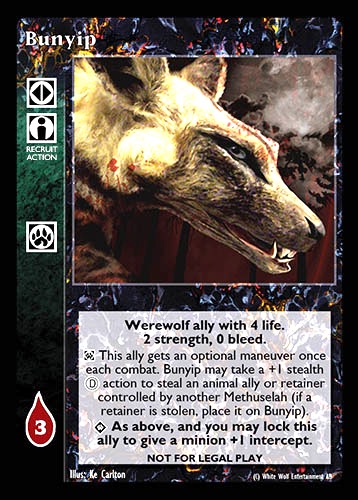 Bunyip
RECRUIT
ACTION
Werewolf ally with 4 life.
2 strength, 0 bleed.
This ally gets an optional maneuver once
each combat. Bunyip may take a +1 stealth
Ⓓ action to steal an animal ally or retainer
controlled by another Methuselah (if a
retainer is stolen, place it on Bunyip).
As above, and you may lock this
ally to give a minion +1 intercept.
NOT FOR LEGAL PLAY
3
Illus: Ke Carlton
(C) White Wolf Entertainment AB